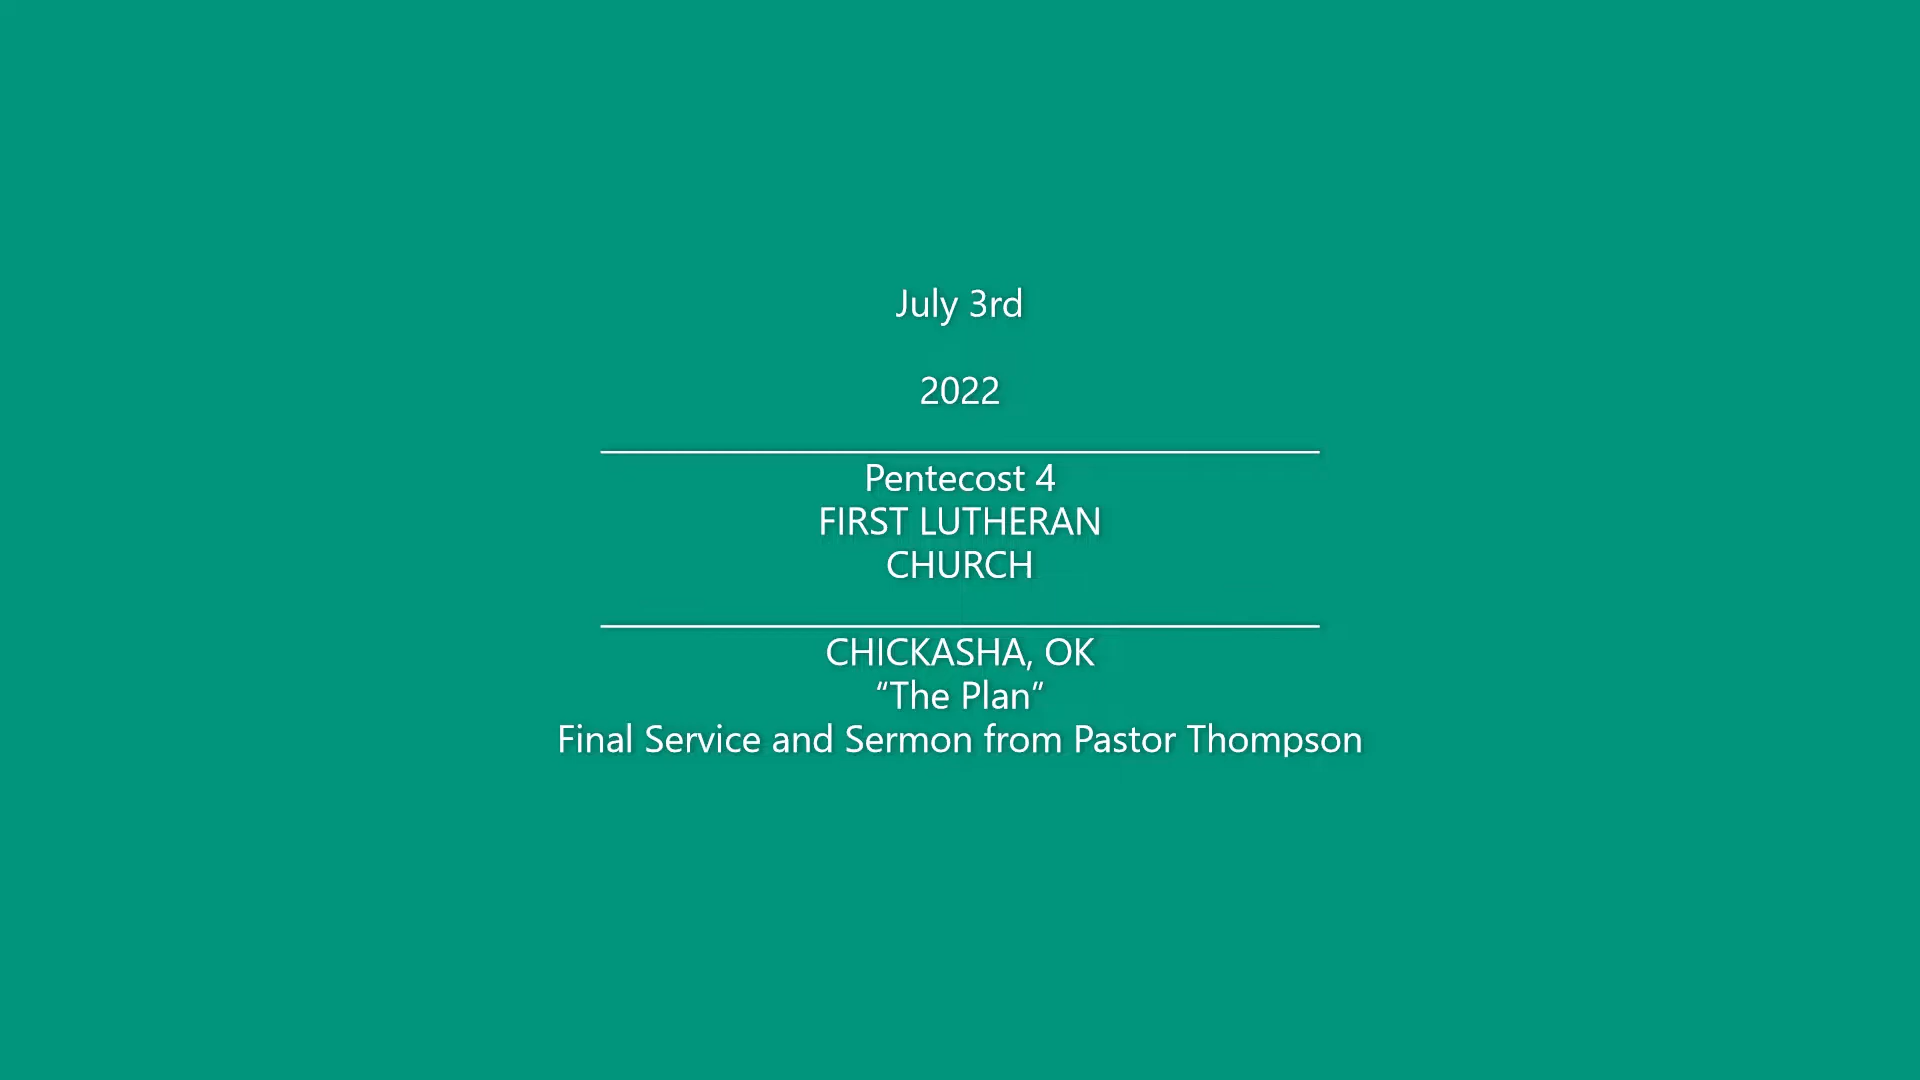 July 3rd
2022
Pentecost 4
FIRST LUTHERAN
CHURCH
CHICKASHA, OK
“The Plan”
Final Service and Sermon from Pastor Thompson